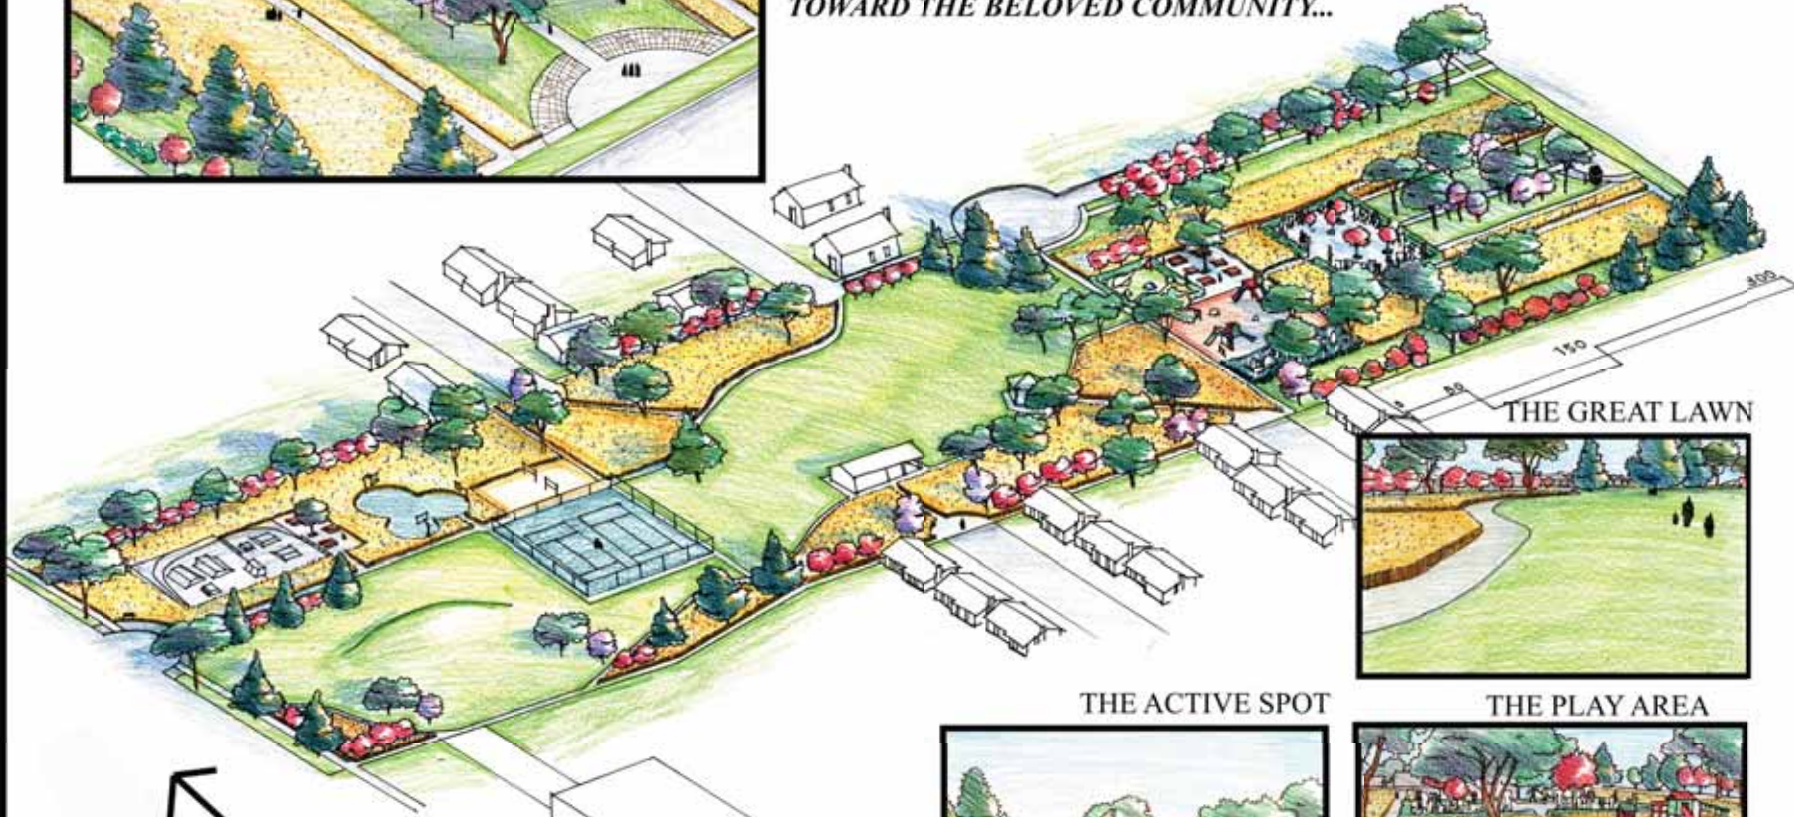 TOWARD THE BELOVED COMMUNITY...
400
150
50
THE GREAT LAWN
THE ACTIVE SPOT
THE PLAY AREA